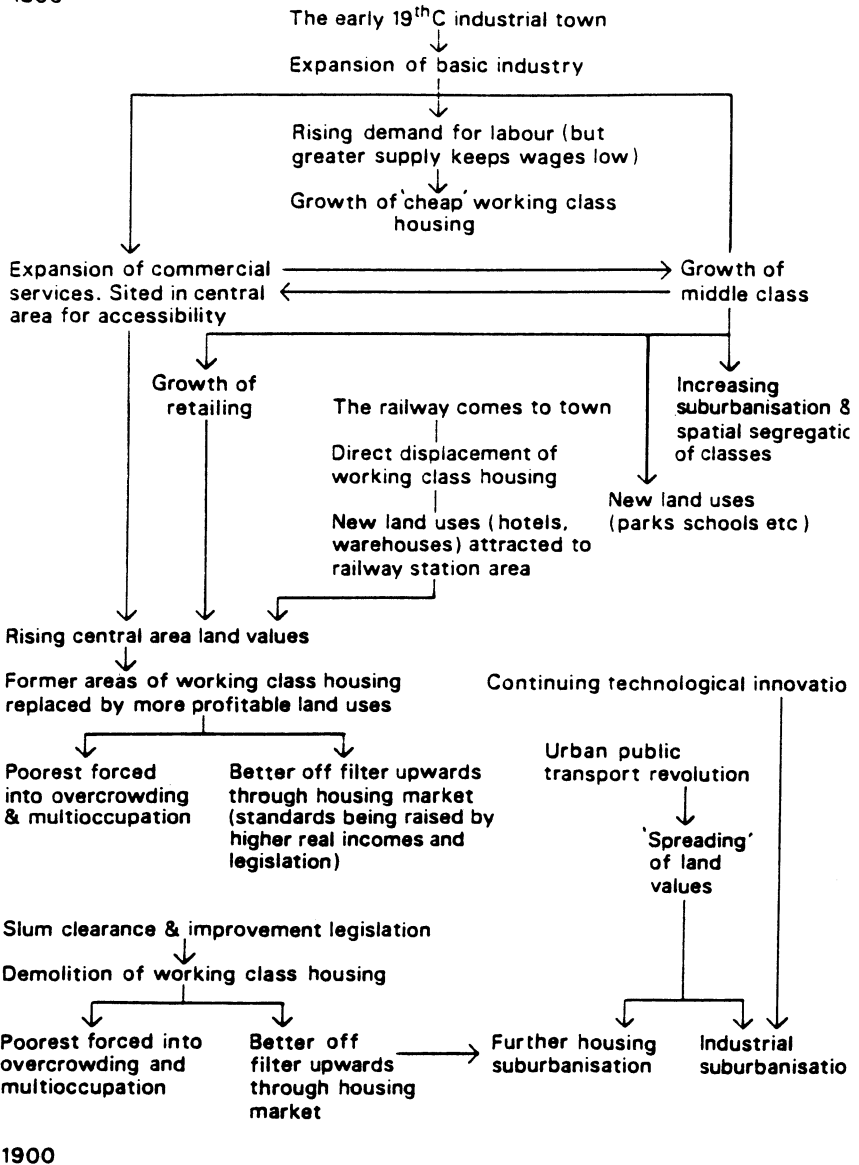 The early 19thC industrial town
Expansion of basic industry
Rising demand for labour (but
greater supply keeps wages low)
Growth of 'cheap' working class
housing
Expansion of commercial
services. Sited in central
area for accessibility
Growth of
middle class
Growth of
retailing
The railway comes to town
Direct displacement of
working class housing
New land uses (hotels,
warehouses) attracted to
railway station area
Increasing
suburbanisation &
spatial segregatio
of classes
New land uses
(parks schools etc)
Rising central area land values
Former areas of working class housing
replaced by more profitable land uses
Poorest forced
into overcrowding
& multioccupation
Better off filter upwards
through housing market
(standards being raised by
higher real incomes and
legislation)
Continuing technological innovatio
Urban public
transport revolution
'Spreading'
of land
values
Slum clearance & improvement legislation
Demolition of working class housing
Poorest forced into
overcrowding and
multioccupation
Better off
filter upwards
through housing
market
Further housing
suburbanisation
Industrial
suburbanisatio
1900